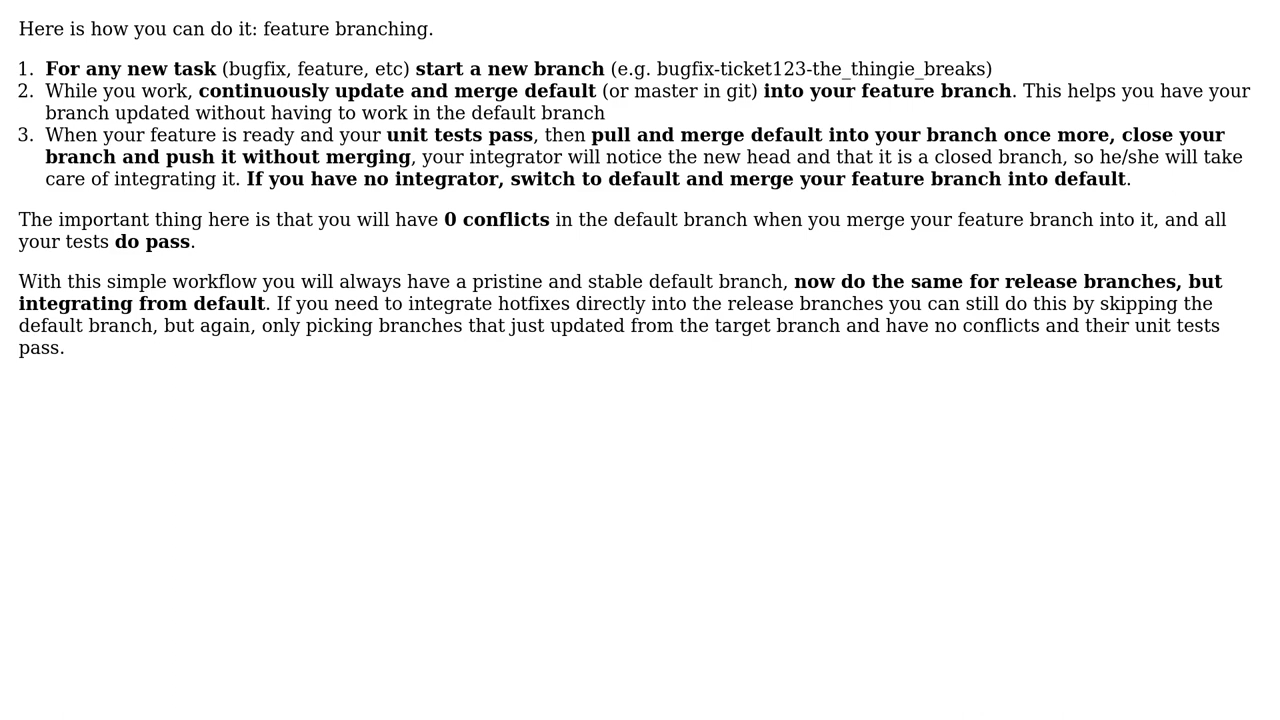 Here is how you can do it: feature branching.
1. For any new task (bugfix, feature, etc) start a new branch (e.g. bugfix-ticket123-the_thingie_breaks)
2. While you work, continuously update and merge default (or master in git) into your feature branch. This helps you have your
branch updated without having to work in the default branch
3. When your feature is ready and your unit tests pass, then pull and merge default into your branch once more, close your
branch and push it without merging, your integrator will notice the new head and that it is a closed branch, so he/she will take
care of integrating it. If you have no integrator, switch to default and merge your feature branch into default.
The important thing here is that you will have 0 conflicts in the default branch when you merge your feature branch into it, and all
your tests do pass.
With this simple workflow you will always have a pristine and stable default branch, now do the same for release branches, but
integrating from default. If you need to integrate hotfixes directly into the release branches you can still do this by skipping the
default branch, but again, only picking branches that just updated from the target branch and have no conflicts and their unit tests
pass.